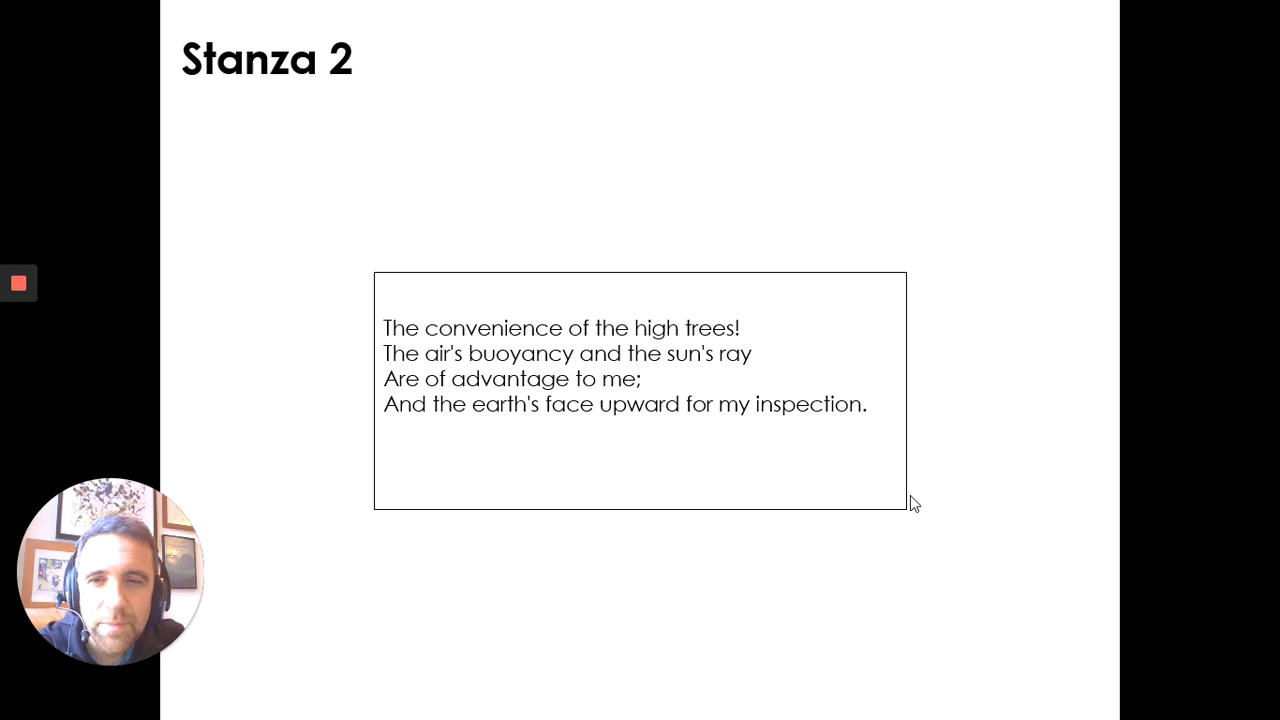 Stanza 2
The convenience of the high trees!
The air's buoyancy and the sun's ray
Are of advantage to me;
And the earth's face upward for my inspection.